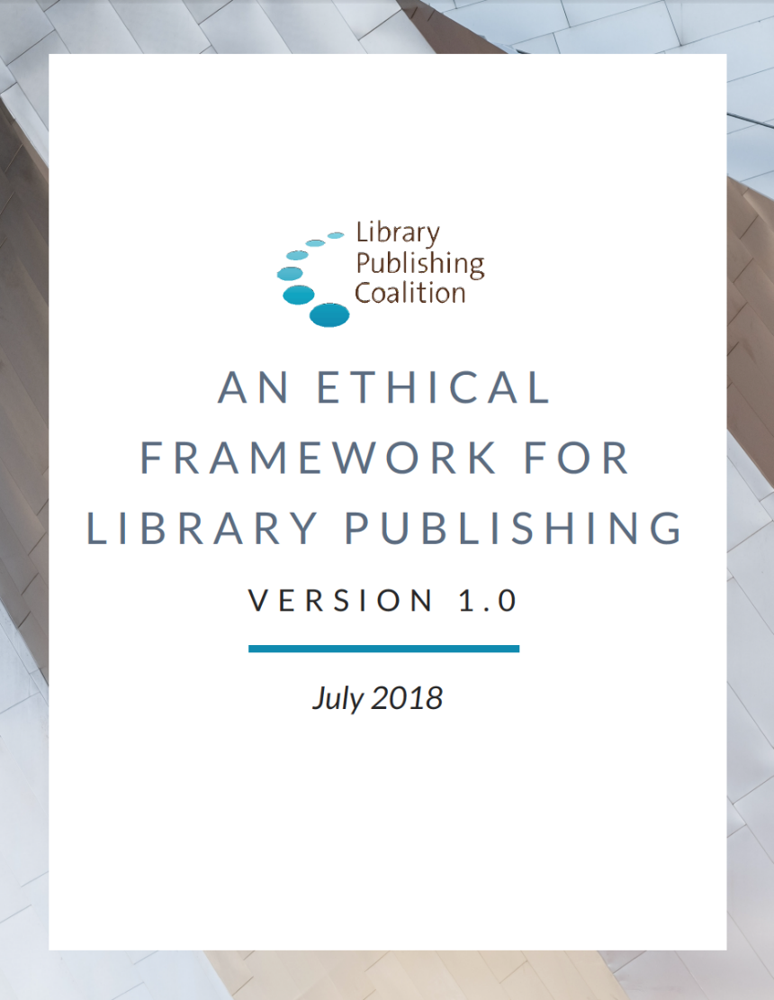 Library
Publishing
Coalition
AN ETHICAL
FRAMEWORK FOR
LIBRARY PUBLISHING
VERSION 1.0
July 2018